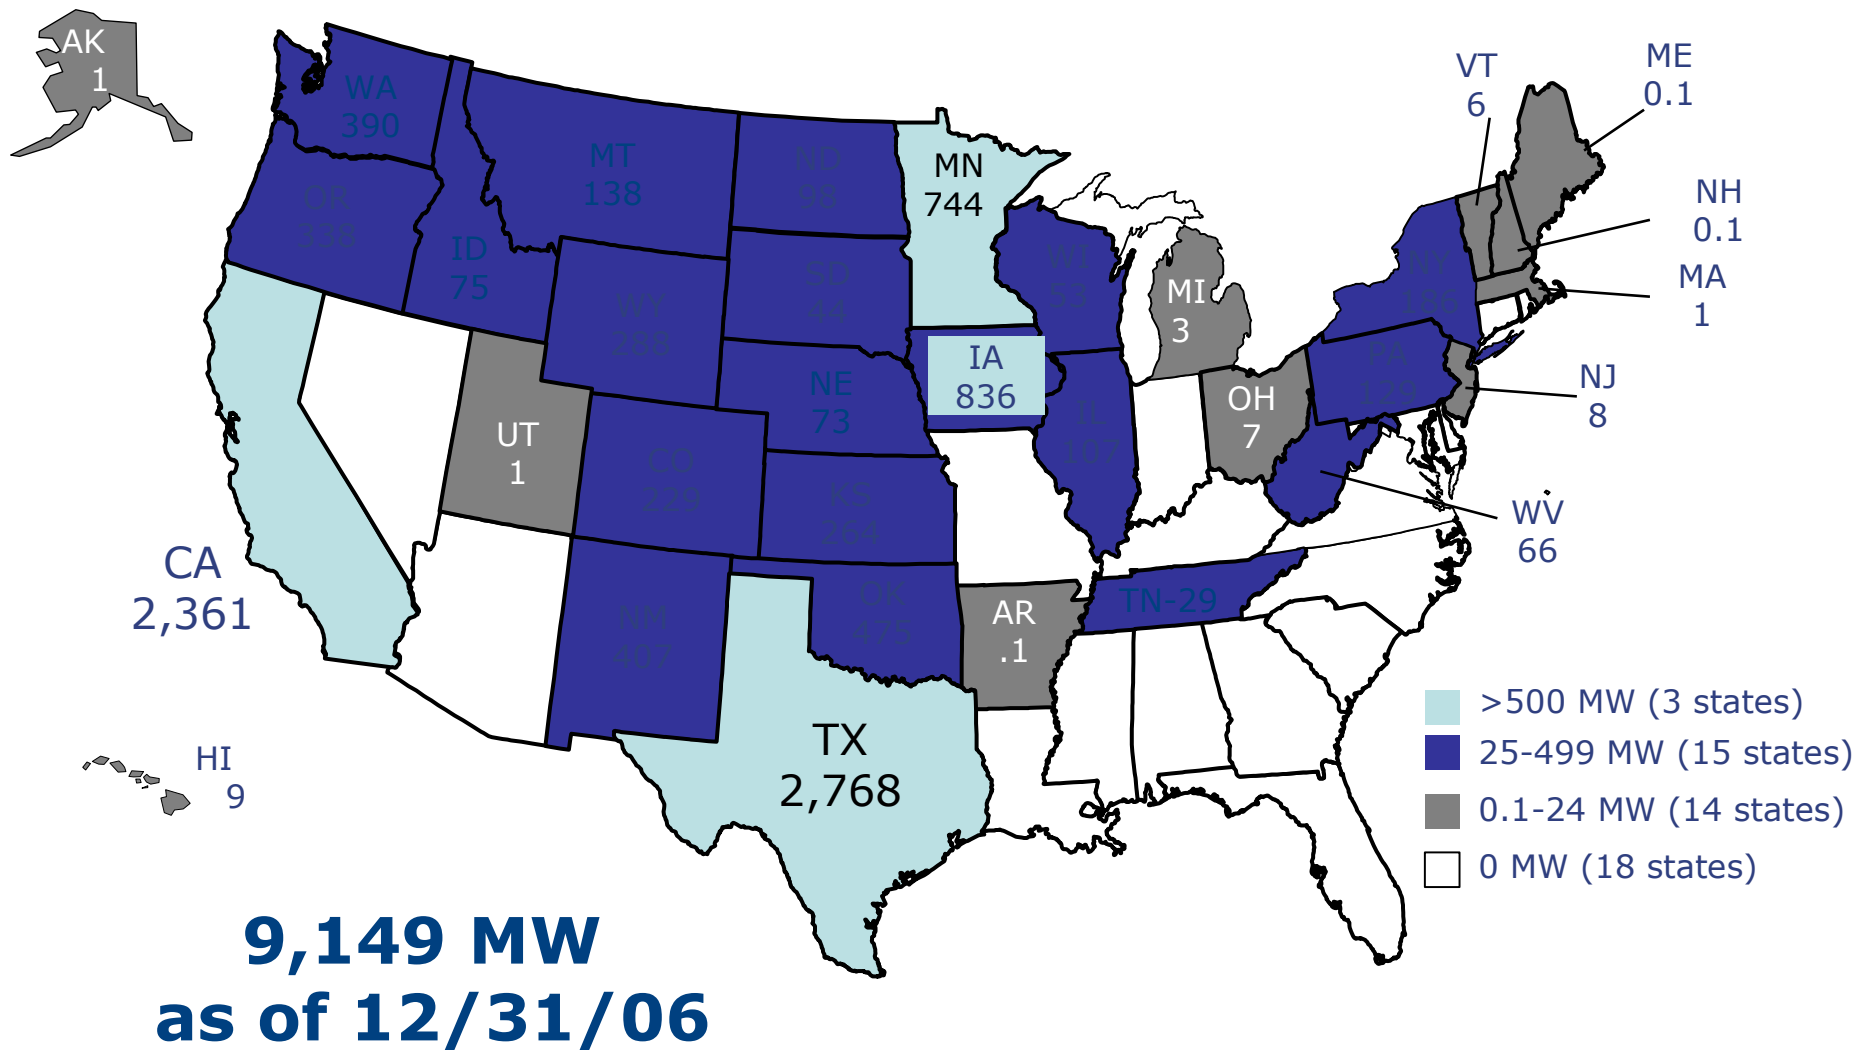 AK
1
WA
390
OR
338
ID
75
MT
138
ND
98
MN
744
WY
288
SD
44
WI
53
MI
3
NY
186
VT
6
ME
0.1
NH
0.1
MA
1
NJ
8
PA
129
OH
7
IA
836
IL
107
NE
73
UT
1
CO
229
KS
264
WV
66
CA
2,361
NM
407
OK
475
AR
.1
TN-29
TX
2,768
HI
9
>500 MW (3 states)
25-499 MW (15 states)
0.1-24 MW (14 states)
0 MW (18 states)
9,149 MW
as of 12/31/06